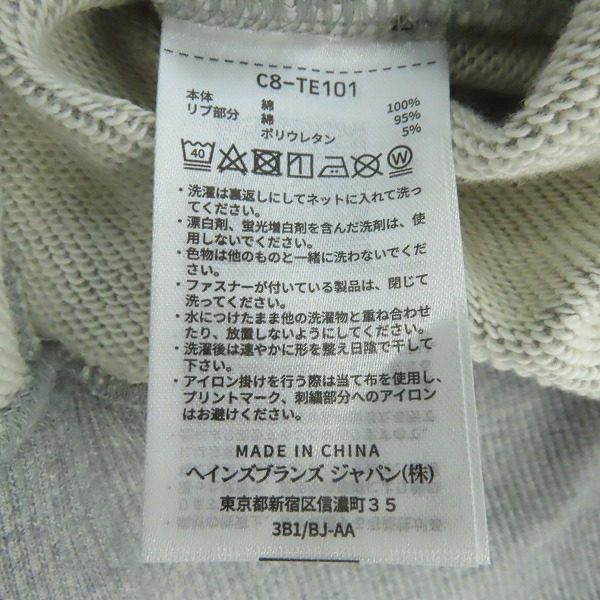 C8-TE101
本体 綿 100%
リブ部分 綿 95%
ポリウレタン 5%
40 W
・洗濯は裏返しにしてネットに入れて洗っ
てください。
・漂白剤、蛍光増白剤を含んだ洗剤は、使
用しないでください。
・色物は他のものと一緒に洗わないでくだ
さい。
・ファスナーが付いている製品は、閉じて
洗ってください。
・水につけたまま他の洗濯物と重ね合わせ
たり、放置しないようにしてください。
・洗濯後は速やかに形を整え日陰で干して
下さい。
・アイロン掛けを行う際は当て布を使用し、
プリントマーク、刺繍部分へのアイロン
はお避けください。
MADE IN CHINA
ヘインズブランズ ジャパン(株)
東京都新宿区信濃町35
3B1/BJ-AA